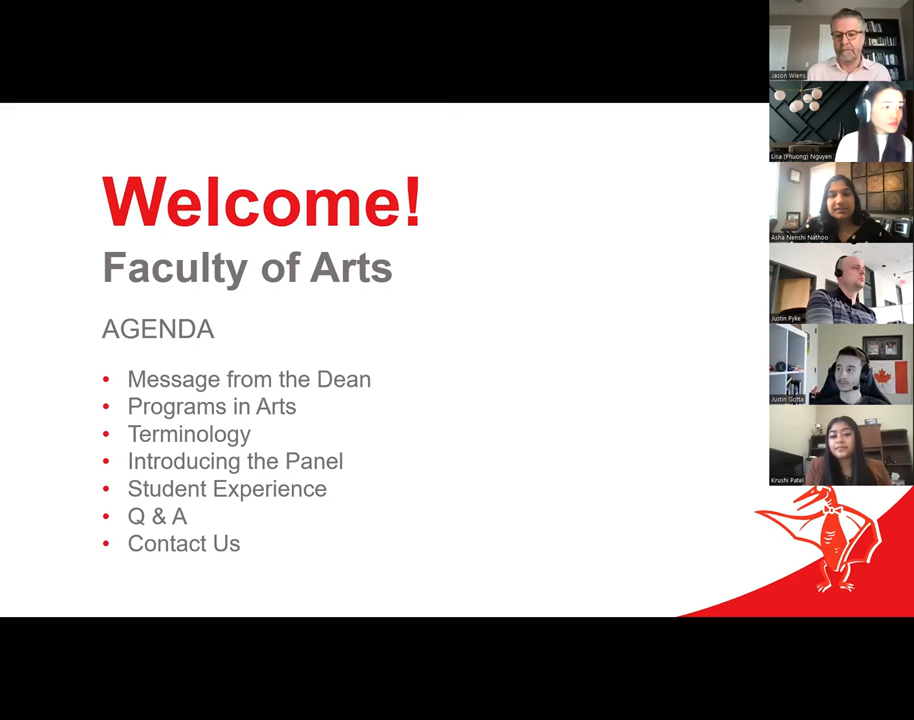 Welcome!
Faculty of Arts
AGENDA
• Message from the Dean
• Programs in Arts
• Terminology
• Introducing the Panel
• Student Experience
• Q & A
• Contact Us
Jason Wiens
Lisa (Phuong) Nguyen
Asha Nenshi Nathoo
Justin Pyke
Justin Gotta
Krushi Patel